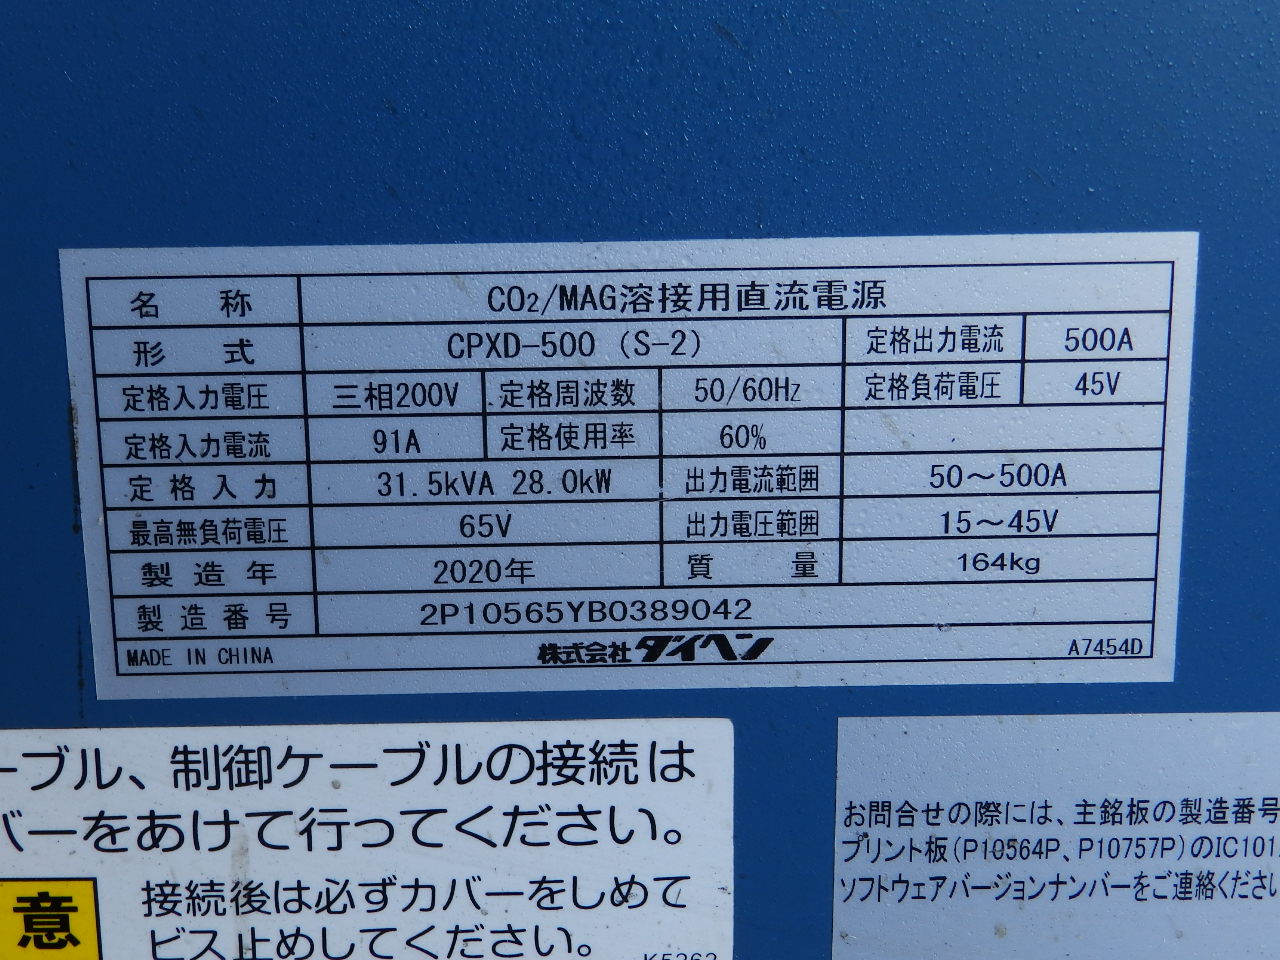 名 称 CO2/MAG溶接用直流電源
形 式 CPXD-500 (S-2) 定格出力電流 500A
定格入力電圧 三相200V 定格周波数 50/60Hz 定格負荷電圧 45V
定格入力電流 91A 定格使用率 60%
定格入力 31.5kVA 28.0kW 出力電流範囲 50～500A
最高無負荷電圧 65V 出力電圧範囲 15～45V
製造年 2020年 質 量 164kg
製造番号 2P10565YB0389042
MADE IN CHINA 株式会社ダイヘン A7454D
ーブル、制御ケーブルの接続は
バーをあけて行ってください。
意
接続後は必ずカバーをしめて
ビス止めしてください。
お問合せの際には、主銘板の製造番号
プリント板(P10564P、P10757P)のIC101
ソフトウェアバージョンナンバーをご連絡ください